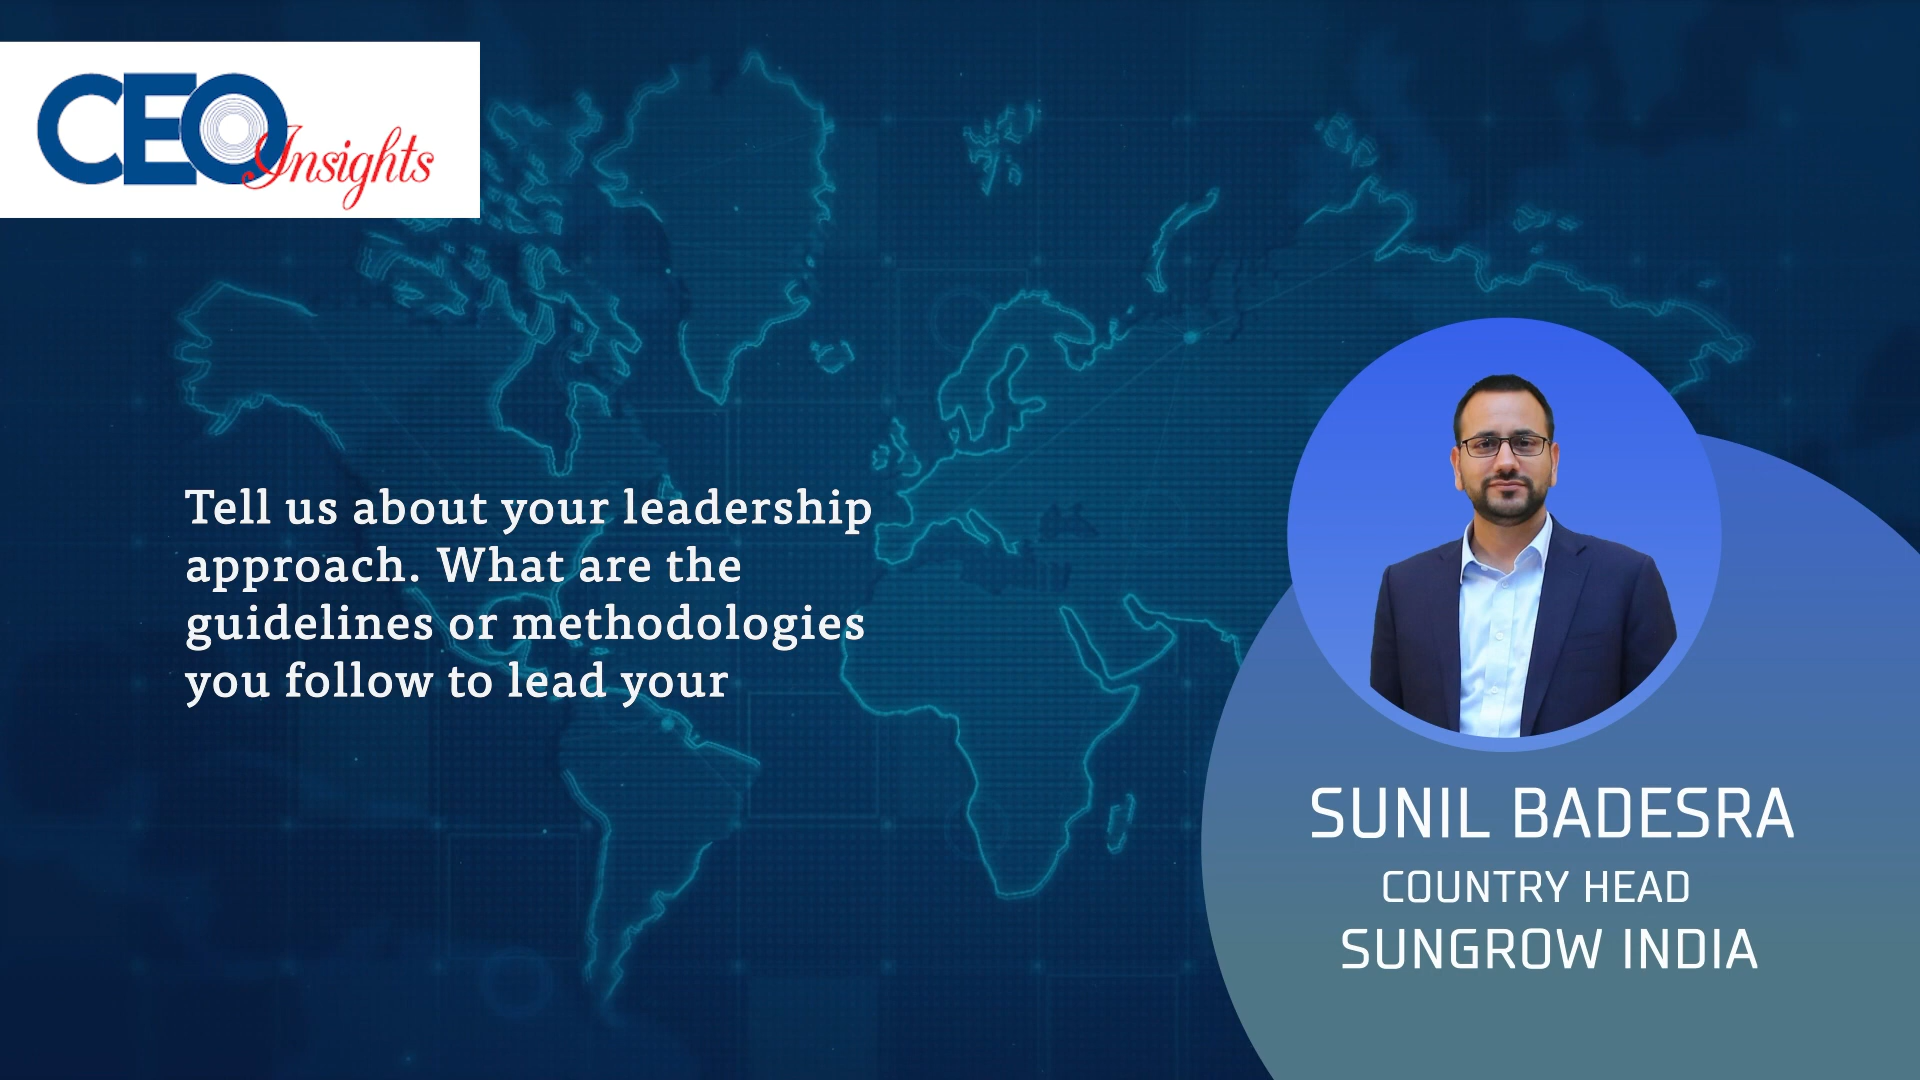 CEO Insights
Tell us about your leadership
approach. What are the
guidelines or methodologies
you follow to lead your
SUNIL BADESRA
COUNTRY HEAD
SUNGROW INDIA